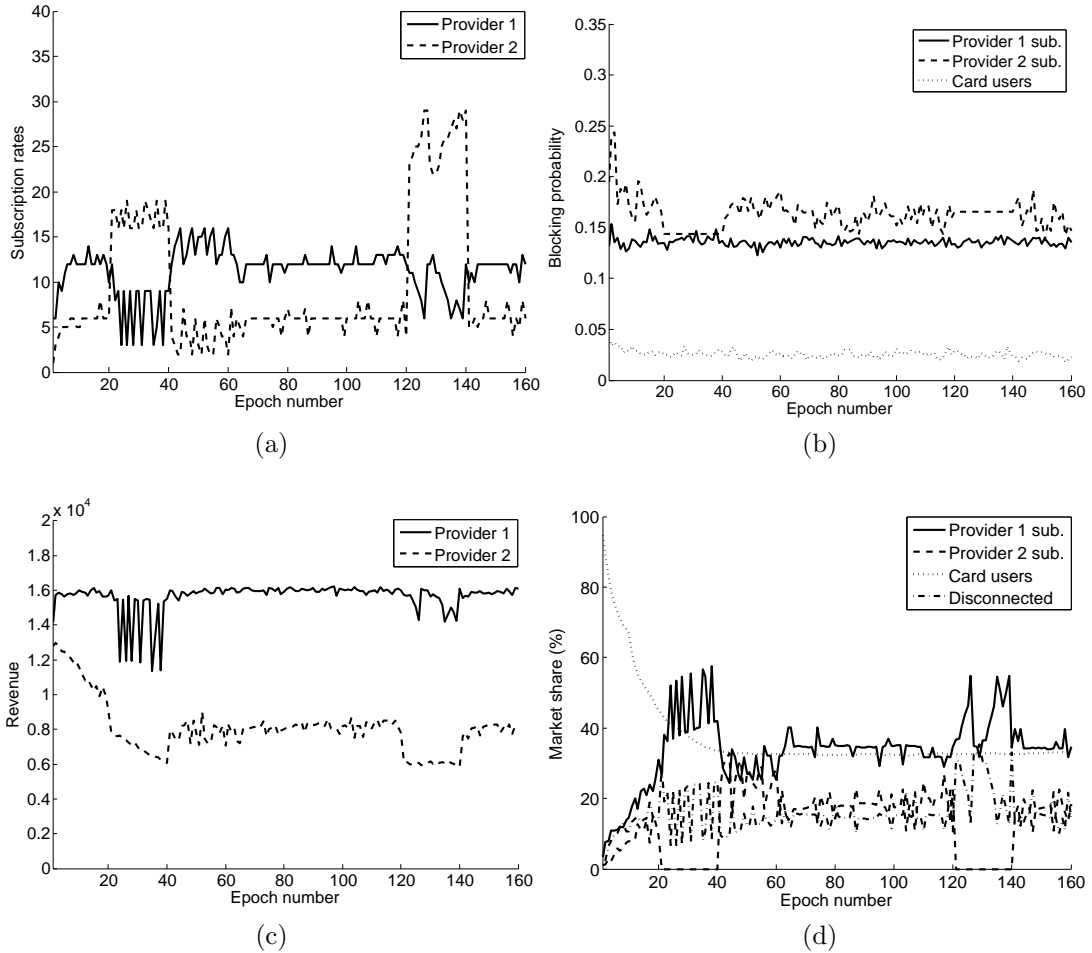 40
35
30
25
20
15
10
5
0
Subscription rates
Provider 1
Provider 2
20 40 60 80 100 120 140 160
Epoch number
(a)
0.35
0.3
0.25
0.2
0.15
0.1
0.05
0
Blocking probability
Provider 1 sub.
Provider 2 sub.
Card users
20 40 60 80 100 120 140 160
Epoch number
(b)
x 10^4
2
1.8
1.6
1.4
1.2
1
0.8
0.6
0.4
0.2
0
Revenue
Provider 1
Provider 2
20 40 60 80 100 120 140 160
Epoch number
(c)
100
80
60
40
20
0
Market share (%)
Provider 1 sub.
Provider 2 sub.
Card users
Disconnected
20 40 60 80 100 120 140 160
Epoch number
(d)